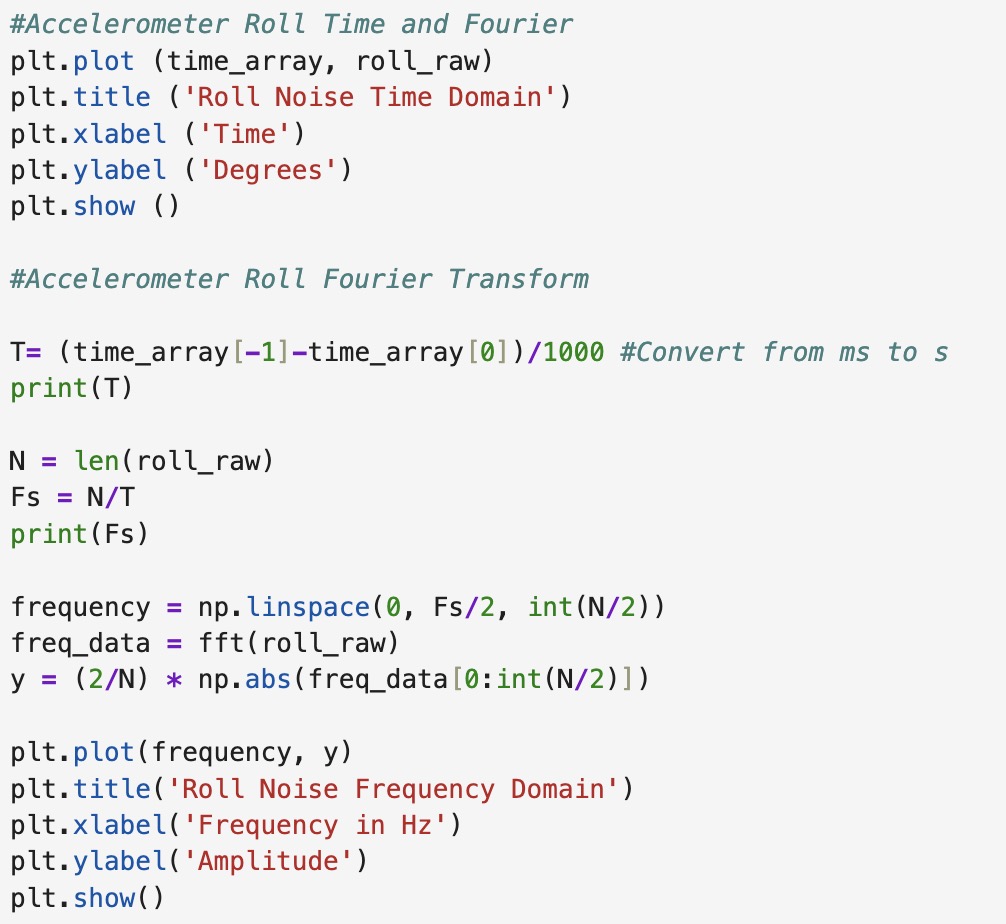 #Accelerometer Roll Time and Fourier
plt.plot (time_array, roll_raw)
plt.title ('Roll Noise Time Domain')
plt.xlabel ('Time')
plt.ylabel ('Degrees')
plt.show ()
#Accelerometer Roll Fourier Transform
T= (time_array[-1]-time_array[0])/1000 #Convert from ms to s
print(T)
N = len(roll_raw)
Fs = N/T
print(Fs)
frequency = np.linspace(0, Fs/2, int(N/2))
freq_data = fft(roll_raw)
y = (2/N) * np.abs(freq_data[0:int(N/2)])
plt.plot(frequency, y)
plt.title('Roll Noise Frequency Domain')
plt.xlabel('Frequency in Hz')
plt.ylabel('Amplitude')
plt.show()